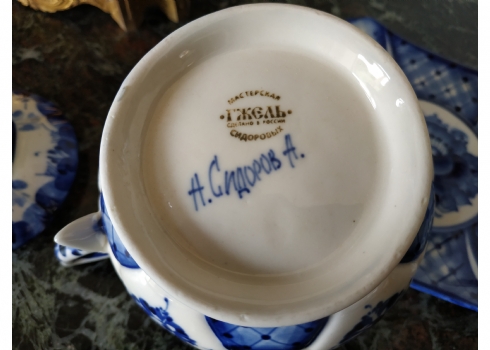 МАСТЕРСКАЯ
• ГЖЕЛЬ •
СДЕЛАНО В РОССИИ
СИДОРОВЫХ
А. СИДОРОВ А.